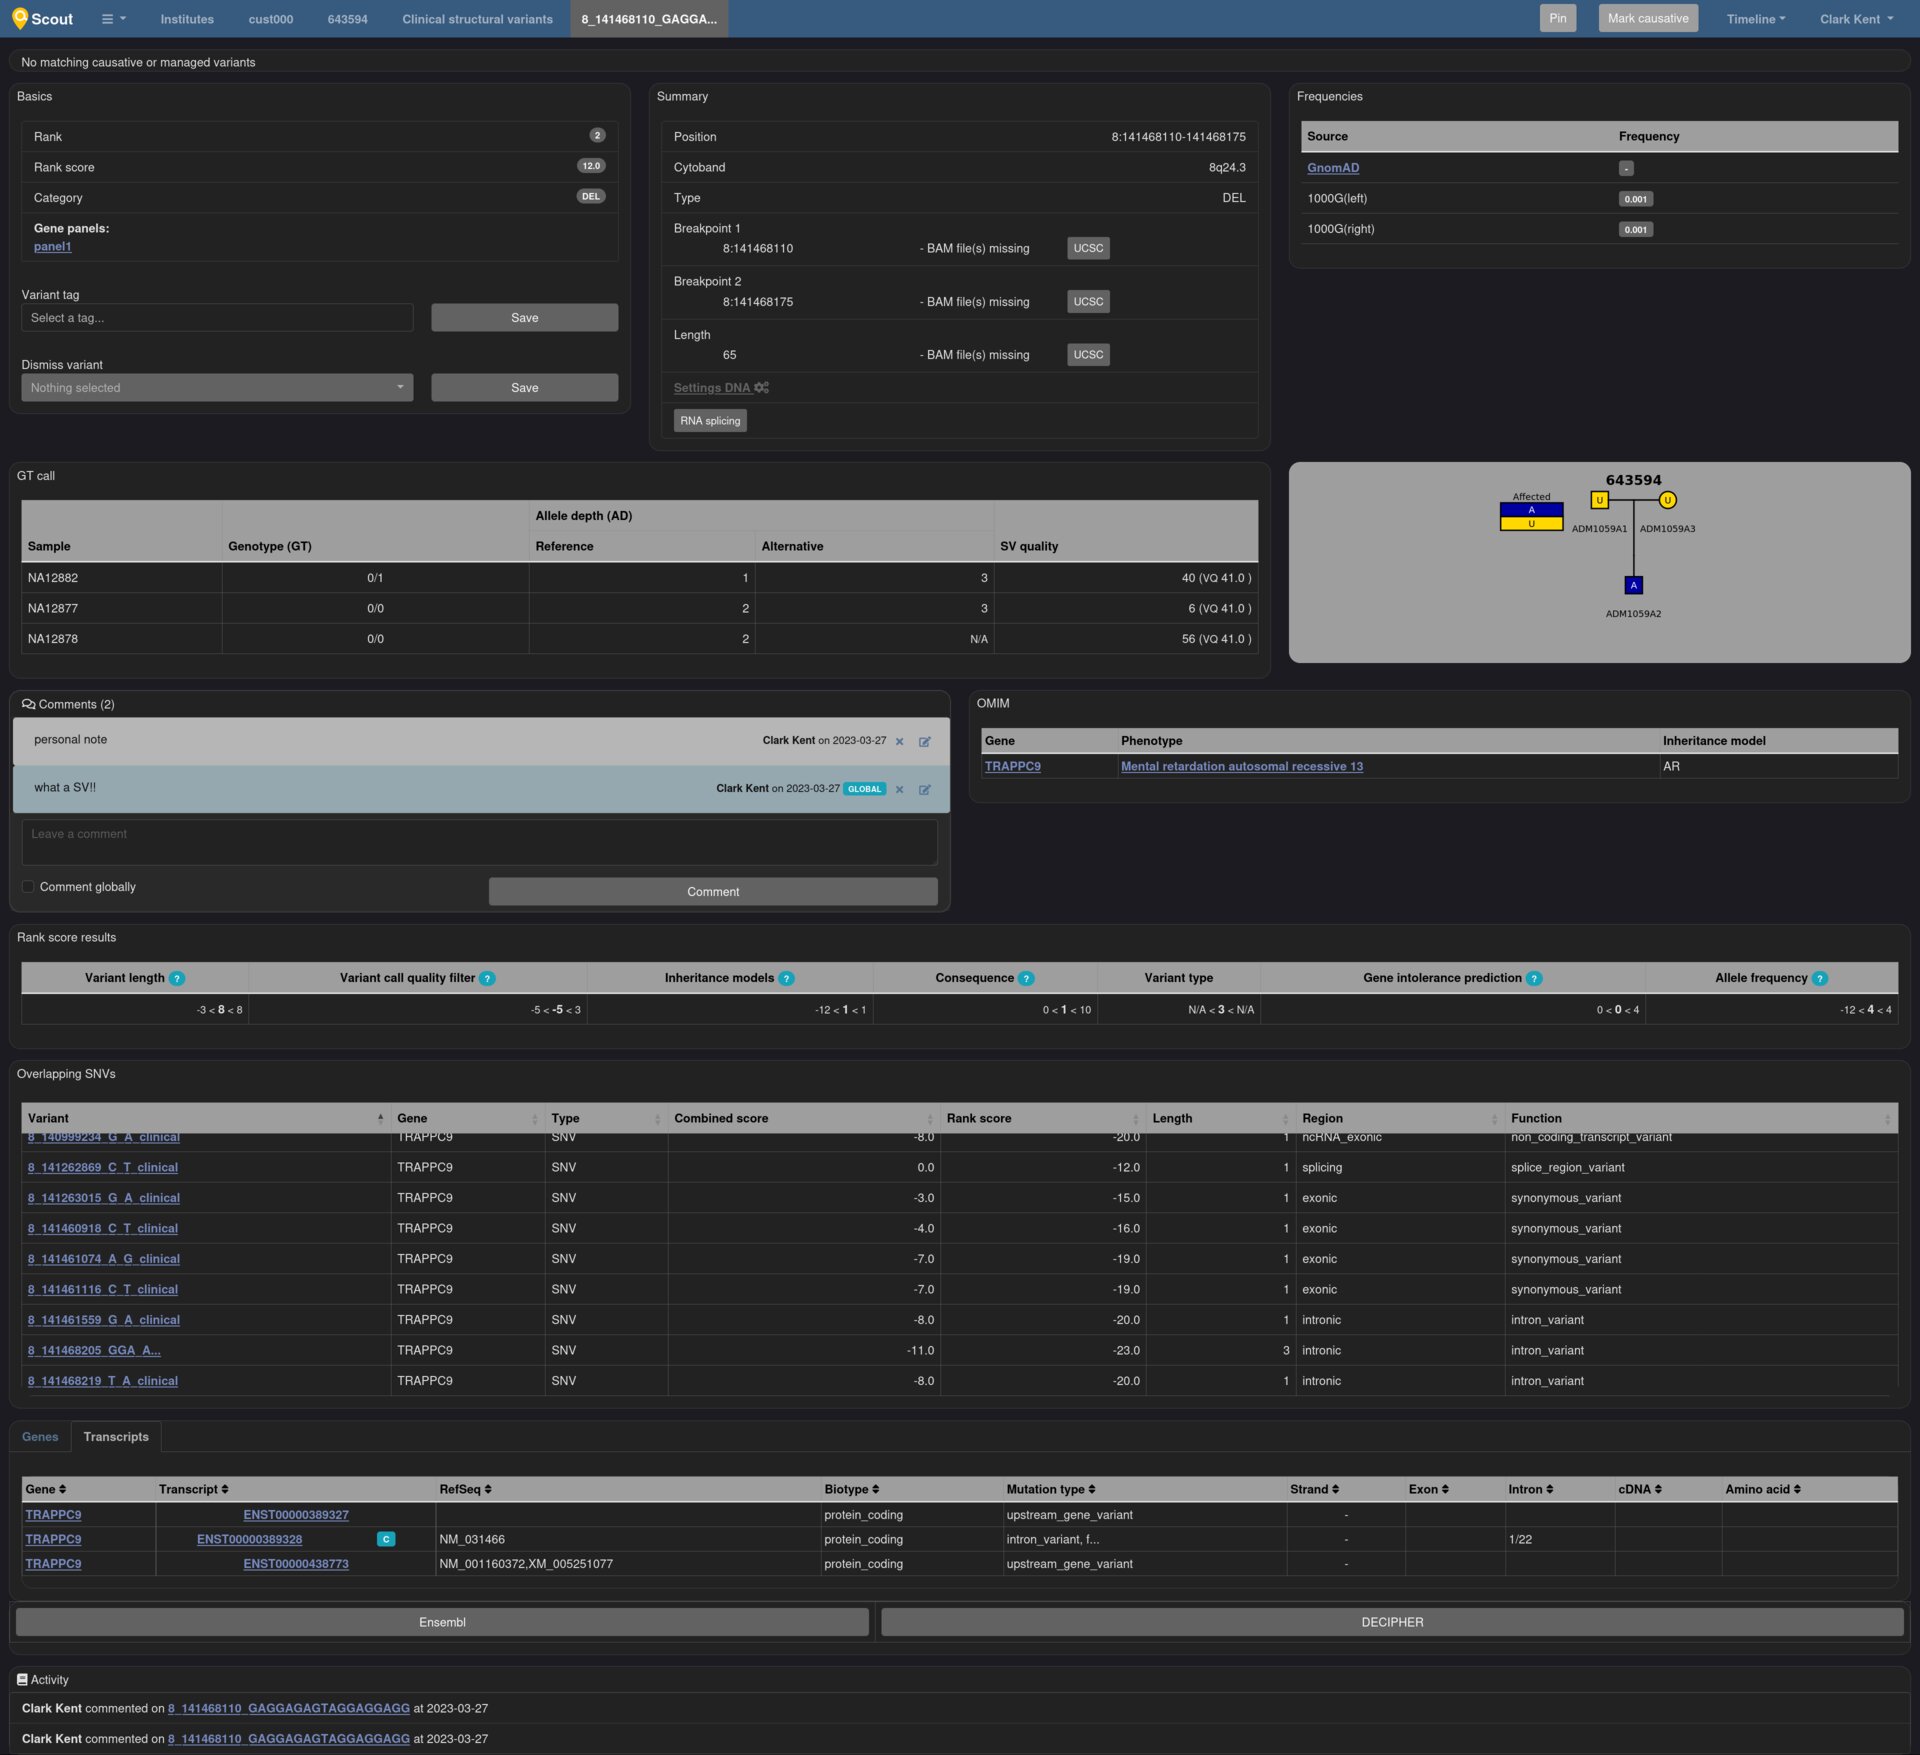 Scout Institutes cust000 643594 Clinical structural variants 8_141468110_GAGGA... Pin Mark causative Timeline Clark Kent
No matching causative or managed variants
Basics
Rank 2
Rank score 12.0
Category DEL
Gene panels:
panel1
Variant tag
Select a tag... Save
Dismiss variant
Nothing selected Save
Summary
Position 8:141468110-141468175
Cytoband 8q24.3
Type DEL
Breakpoint 1
8:141468110 - BAM file(s) missing UCSC
Breakpoint 2
8:141468175 - BAM file(s) missing UCSC
Length
65 - BAM file(s) missing UCSC
Settings DNA
RNA splicing
Frequencies
Source Frequency
GnomAD -
1000G(left) 0.001
1000G(right) 0.001
GT call
Allele depth (AD)
Sample Genotype (GT) Reference Alternative SV quality
NA12882 0/1 1 3 40 (VQ 41.0 )
NA12877 0/0 2 3 6 (VQ 41.0 )
NA12878 0/0 2 N/A 56 (VQ 41.0 )
643594
Affected
A
U
U U
ADM1059A1 ADM1059A3
A
ADM1059A2
Comments (2)
personal note Clark Kent on 2023-03-27 ×
what a SV!! Clark Kent on 2023-03-27 GLOBAL ×
Leave a comment
Comment globally Comment
OMIM
Gene Phenotype Inheritance model
TRAPPC9 Mental retardation autosomal recessive 13 AR
Rank score results
Variant length ? Variant call quality filter ? Inheritance models ? Consequence ? Variant type Gene intolerance prediction ? Allele frequency ?
-3 < 8 < 8 -5 < -5 < 3 -12 < 1 < 1 0 < 1 < 10 N/A < 3 < N/A 0 < 0 < 4 -12 < 4 < 4
Overlapping SNVs
Variant Gene Type Combined score Rank score Length Region Function
8_140999234_G_A_clinical TRAPPC9 SNV -8.0 -20.0 1 ncRNA_exonic non_coding_transcript_variant
8_141262869_C_T_clinical TRAPPC9 SNV 0.0 -12.0 1 splicing splice_region_variant
8_141263015_G_A_clinical TRAPPC9 SNV -3.0 -15.0 1 exonic synonymous_variant
8_141460918_C_T_clinical TRAPPC9 SNV -4.0 -16.0 1 exonic synonymous_variant
8_141461074_A_G_clinical TRAPPC9 SNV -7.0 -19.0 1 exonic synonymous_variant
8_141461116_C_T_clinical TRAPPC9 SNV -7.0 -19.0 1 exonic synonymous_variant
8_141461559_G_A_clinical TRAPPC9 SNV -8.0 -20.0 1 intronic intron_variant
8_141468205_GGA_A... TRAPPC9 SNV -11.0 -23.0 3 intronic intron_variant
8_141468219_T_A_clinical TRAPPC9 SNV -8.0 -20.0 1 intronic intron_variant
Genes Transcripts
Gene Transcript RefSeq Biotype Mutation type Strand Exon Intron cDNA Amino acid
TRAPPC9 ENST00000389327 protein_coding upstream_gene_variant -
TRAPPC9 ENST00000389328 C NM_031466 protein_coding intron_variant, f... - 1/22
TRAPPC9 ENST00000438773 NM_001160372,XM_005251077 protein_coding upstream_gene_variant -
Ensembl DECIPHER
Activity
Clark Kent commented on 8_141468110_GAGGAGAGTAGGAGGAGG at 2023-03-27
Clark Kent commented on 8_141468110_GAGGAGAGTAGGAGGAGG at 2023-03-27